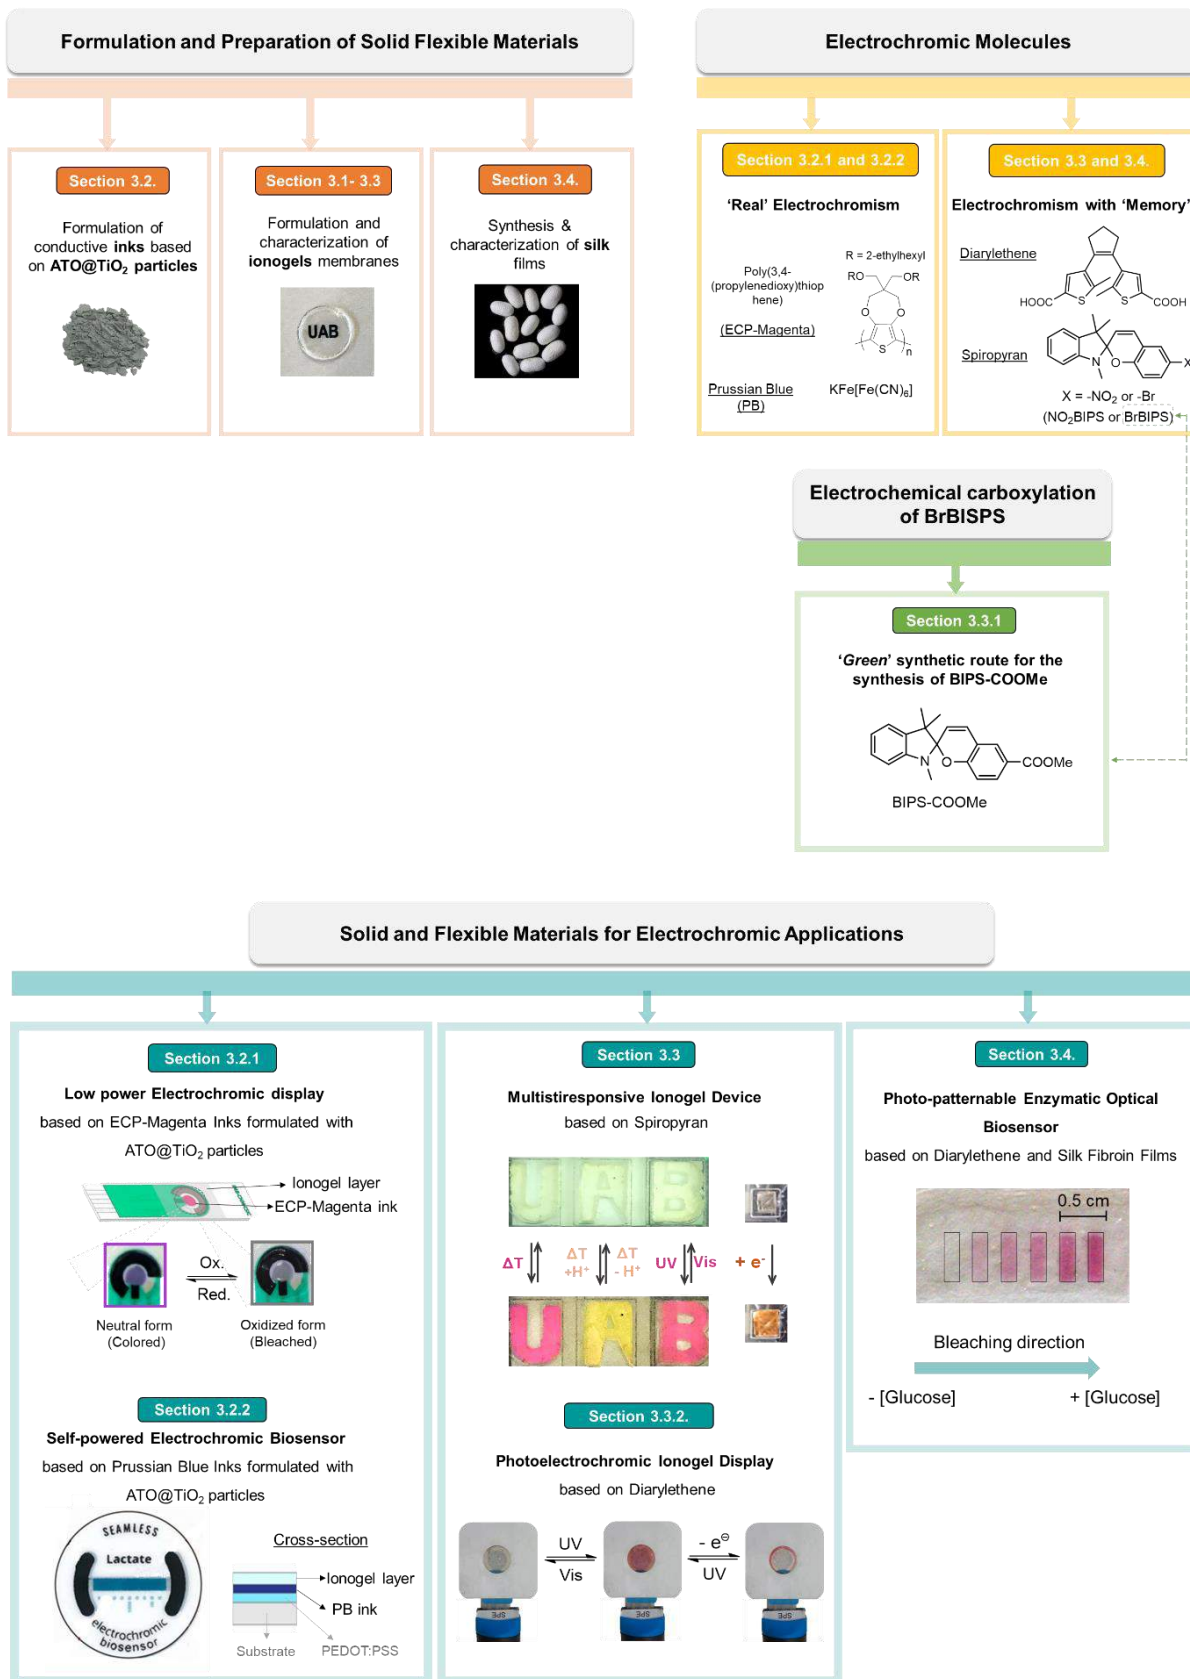 Formulation and Preparation of Solid Flexible Materials
Section 3.2.
Formulation of
conductive inks based
on ATO@TiO₂ particles
Section 3.1- 3.3
Formulation and
characterization of
ionogels membranes
UAB
Section 3.4.
Synthesis &
characterization of silk
films
Electrochromic Molecules
Section 3.2.1 and 3.2.2
‘Real’ Electrochromism
R = 2-ethylhexyl
Poly(3,4-
(propylenedioxy)thiop
hene)
(ECP-Magenta)
RO
OR
O
O
S
n
Prussian Blue
(PB)
KFe[Fe(CN)₆]
Section 3.3 and 3.4.
Electrochromism with ‘Memory’
Diarylethene
HOOC
S
S
COOH
Spiropyran
N
O
X
X = -NO₂ or -Br
(NO₂BIPS or BrBIPS)
Electrochemical carboxylation
of BrBISPS
Section 3.3.1
‘Green’ synthetic route for the
synthesis of BIPS-COOMe
N
O
COOMe
BIPS-COOMe
Solid and Flexible Materials for Electrochromic Applications
Section 3.2.1
Low power Electrochromic display
based on ECP-Magenta Inks formulated with
ATO@TiO₂ particles
Ionogel layer
ECP-Magenta ink
Ox.
Red.
Neutral form
(Colored)
Oxidized form
(Bleached)
Section 3.2.2
Self-powered Electrochromic Biosensor
based on Prussian Blue Inks formulated with
ATO@TiO₂ particles
SEAMLESS
Lactate
electrochromic
biosensor
Cross-section
Ionogel layer
PB ink
Substrate
PEDOT:PSS
Section 3.3
Multistiresponsive Ionogel Device
based on Spiropyran
UAB
ΔT
ΔT
+H⁺
ΔT
- H⁺
UV
Vis
+ e⁻
UAB
Section 3.3.2.
Photoelectrochromic Ionogel Display
based on Diarylethene
UV
Vis
- e⊖
UV
SPE
SPE
SPE
Section 3.4.
Photo-patternable Enzymatic Optical
Biosensor
based on Diarylethene and Silk Fibroin Films
0.5 cm
Bleaching direction
- [Glucose]
+ [Glucose]